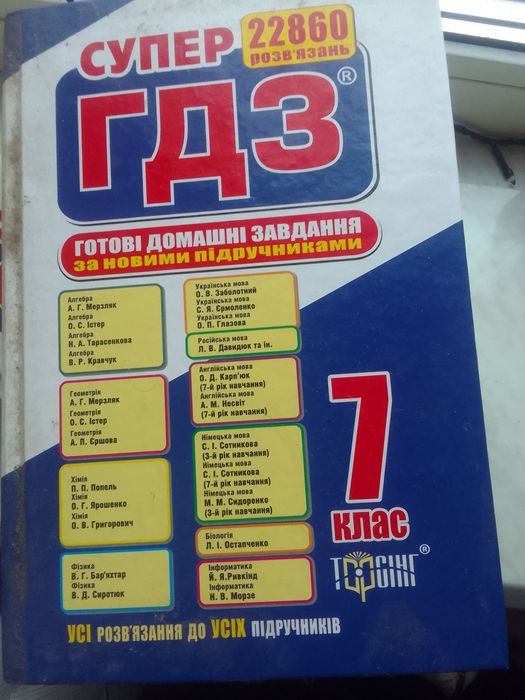 СУПЕР
22860
РОЗВ'ЯЗАНЬ
ГДЗ®
ГОТОВІ ДОМАШНІ ЗАВДАННЯ
за новими підручниками
Алгебра
А. Г. Мерзляк
Алгебра
О. С. Істер
Алгебра
Н. А. Тарасенкова
Алгебра
В. Р. Кравчук
Геометрія
А. Г. Мерзляк
Геометрія
О. С. Істер
Геометрія
А. П. Єршова
Хімія
П. П. Попель
Хімія
О. Г. Ярошенко
Хімія
О. В. Григорович
Фізика
В. Г. Бар'яхтар
Фізика
В. Д. Сиротюк
Українська мова
О. В. Заболотний
Українська мова
С. Я. Єрмоленко
Українська мова
О. П. Глазова
Російська мова
Л. В. Давидюк та ін.
Англійська мова
О. Д. Карп'юк
(7-й рік навчання)
Англійська мова
А. М. Несвіт
(7-й рік навчання)
Німецька мова
С. І. Сотникова
(3-й рік навчання)
Німецька мова
С. І. Сотникова
(7-й рік навчання)
Німецька мова
М. М. Сидоренко
(3-й рік навчання)
Біологія
Л. І. Остапченко
Інформатика
Й. Я.Ривкінд
Інформатика
Н. В. Морзе
7
клас
ТОРСІНГ®
УСІ РОЗВ'ЯЗАННЯ ДО УСІХ ПІДРУЧНИКІВ